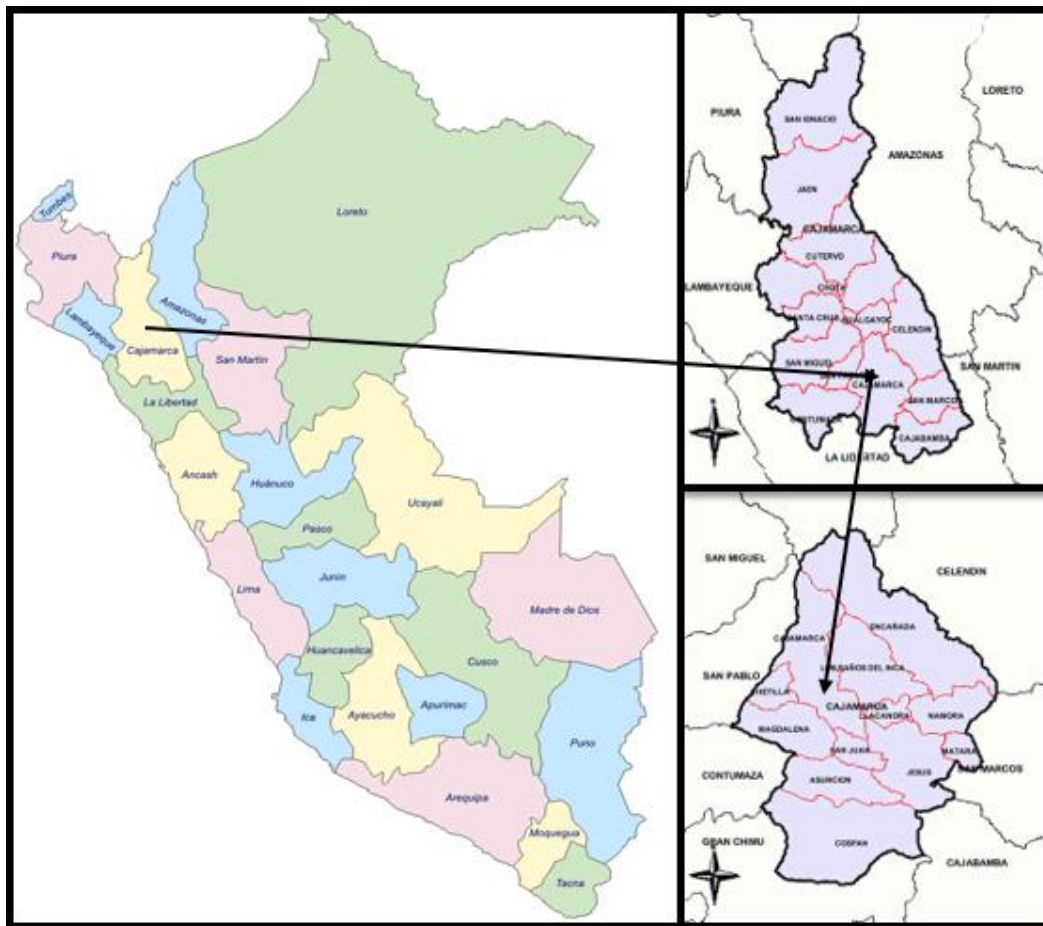 Loreto
Tumbes
Piura
Amazonas
Lambayeque
Cajamarca
San Martin
La Libertad
Ancash
Huánuco
Ucayali
Pasco
Junin
Lima
Madre de Dios
Huancavelica
Cusco
Ica
Ayacucho
Apurimac
Puno
Arequipa
Moquegua
Tacna
LORETO
PIURA
SAN IGNACIO
AMAZONAS
JAEN
CAJAMARCA
CUTERVO
LAMBAYEQUE
CHOTA
SANTA CRUZ
HUALGAYOC
CELENDIN
SAN MIGUEL
SAN MARTIN
CAJAMARCA
SAN MARCOS
CAJABAMBA
LA LIBERTAD
SAN MIGUEL
CELENDIN
ENCAÑADA
CAJAMARCA
SAN PABLO
BAÑOS DEL INCA
CHETILLA
CAJAMARCA
LLACANORA
NAMORA
MAGDALENA
SAN JUAN
MATARA
SAN MARCOS
CONTUMAZA
ASUNCION
JESUS
GRAN CHIMU
COSPAN
CAJABAMBA